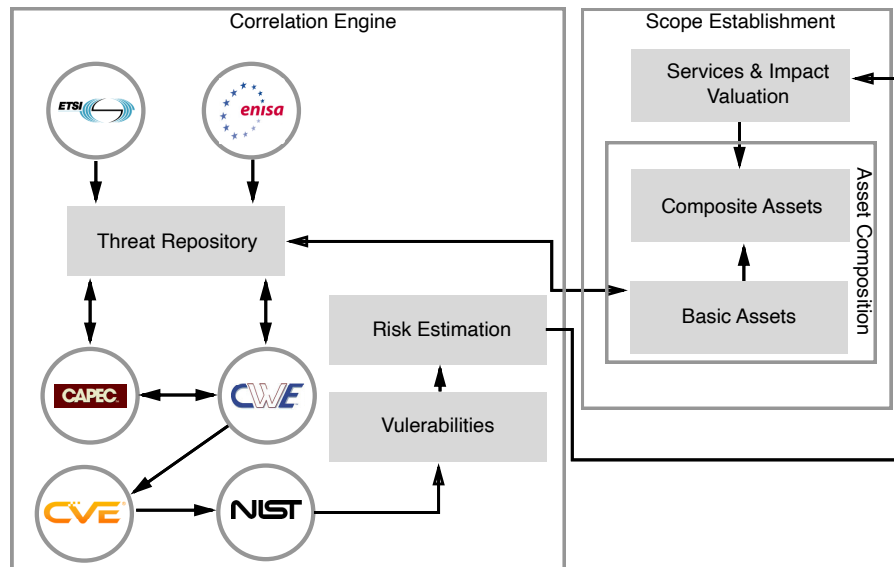 Correlation Engine
ETSI
enisa
Threat Repository
CAPEC
CWE
CVE
NIST
Risk Estimation
Vulerabilities
Scope Establishment
Services & Impact
Valuation
Composite Assets
Basic Assets
Asset Composition